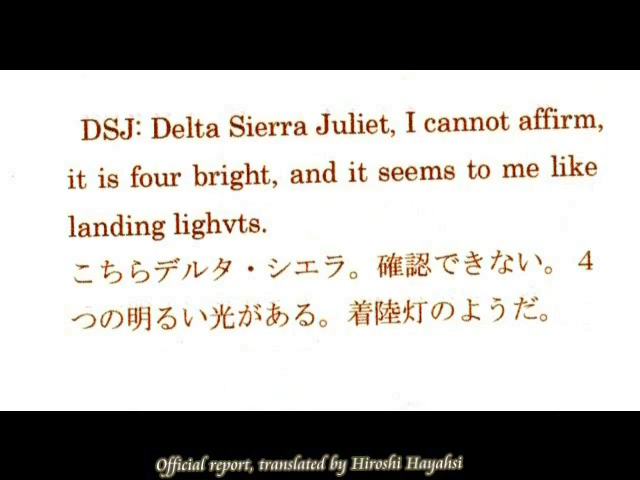 DSJ: Delta Sierra Juliet, I cannot affirm,
it is four bright, and it seems to me like
landing lighvts.
こちらデルタ・シエラ。確認できない。４
つの明るい光がある。着陸灯のようだ。
Official report, translated by Hiroshi Hayahsi